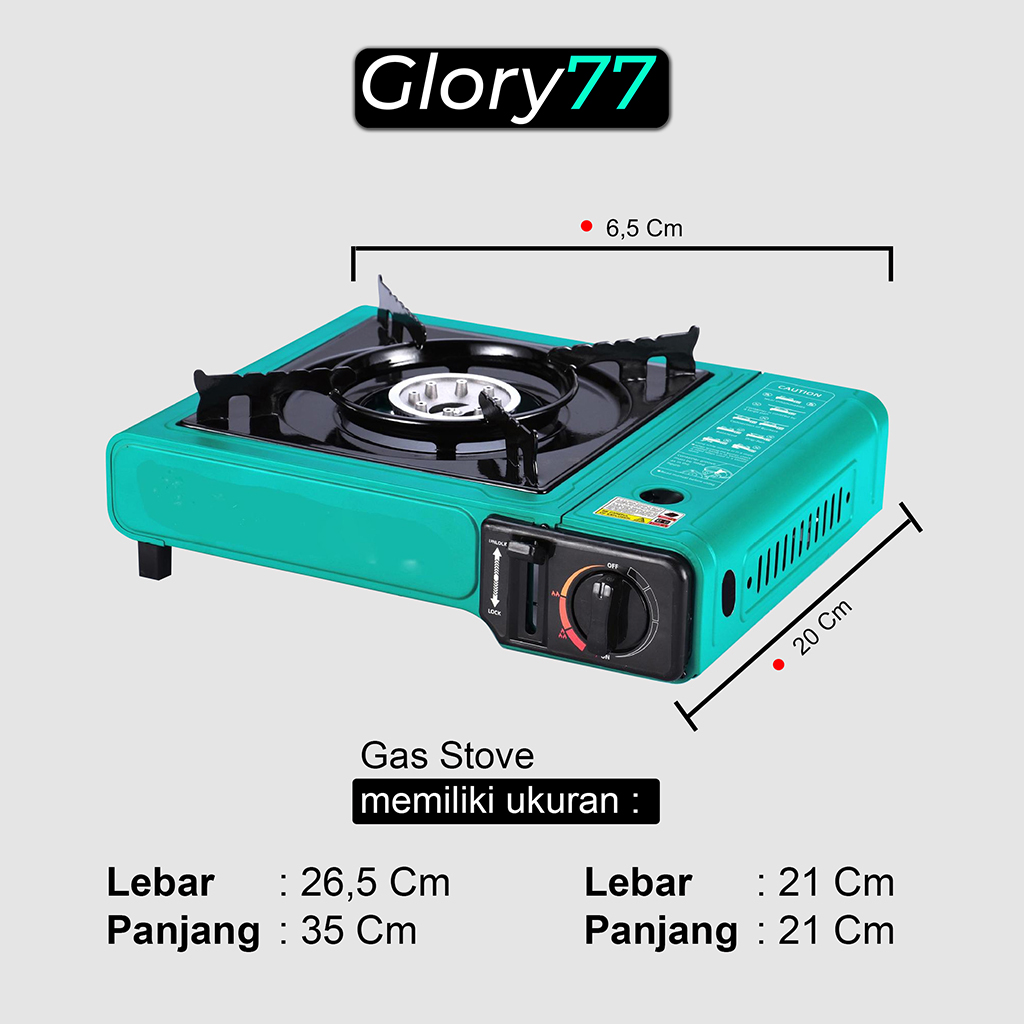 Glory77
6,5 Cm
CAUTION
OFF
LOCK
ON
20 Cm
Gas Stove
memiliki ukuran :
Lebar : 26,5 Cm
Panjang : 35 Cm
Lebar : 21 Cm
Panjang : 21 Cm